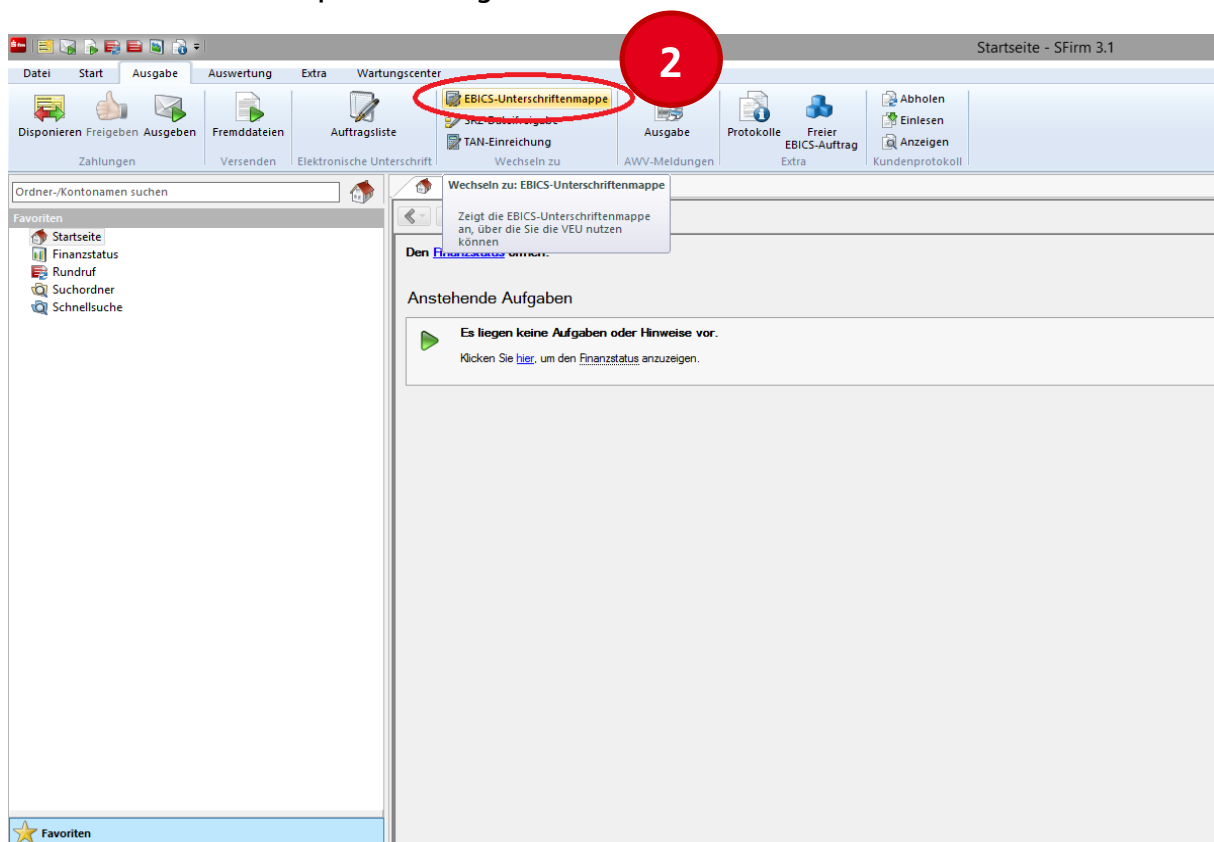 2
Startseite - SFirm 3.1
Datei Start Ausgabe Auswertung Extra Wartungscenter
Disponieren Freigeben Ausgeben
Zahlungen
Fremddateien
Versenden
Auftragsliste
Elektronische Unterschrift
EBICS-Unterschriftenmappe
SRZ-Dateifreigabe
TAN-Einreichung
Wechseln zu
Ausgabe
AWV-Meldungen
Protokolle
Freier
EBICS-Auftrag
Extra
Abholen
Einlesen
Anzeigen
Kundenprotokoll
Ordner-/Kontonamen suchen
Favoriten
Startseite
Finanzstatus
Rundruf
Suchordner
Schnellsuche
Wechseln zu: EBICS-Unterschriftenmappe
Zeigt die EBICS-Unterschriftenmappe
an, über die Sie die VEU nutzen
können
Den Finanzstatus öffnen.
Anstehende Aufgaben
Es liegen keine Aufgaben oder Hinweise vor.
Klicken Sie hier, um den Finanzstatus anzuzeigen.
Favoriten